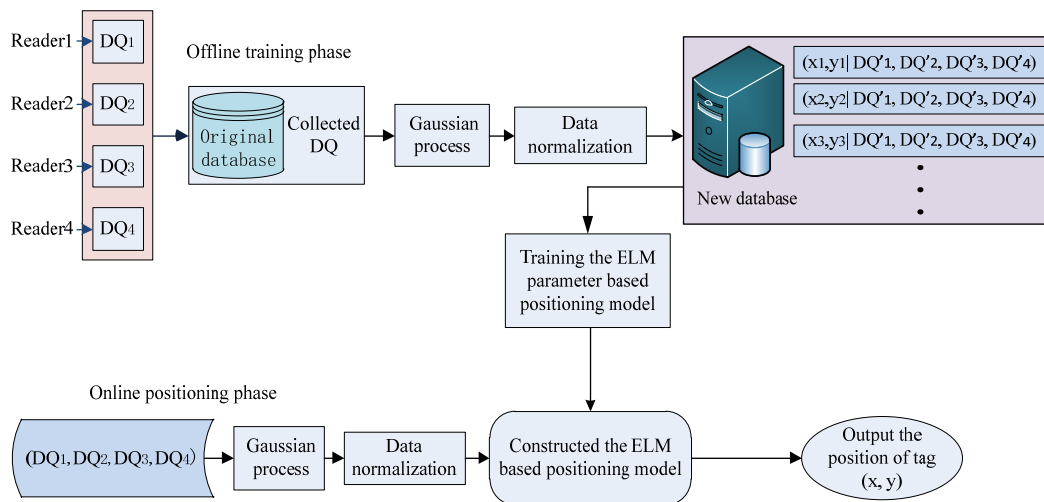 Reader1
DQ1
Reader2
DQ2
Reader3
DQ3
Reader4
DQ4
Offline training phase
Original
database
Collected
DQ
Gaussian
process
Data
normalization
New database
(x1,y1| DQ'1, DQ'2, DQ'3, DQ'4)
(x2,y2| DQ'1, DQ'2, DQ'3, DQ'4)
(x3,y3| DQ'1, DQ'2, DQ'3, DQ'4)
Training the ELM
parameter based
positioning model
Online positioning phase
(DQ1,DQ2,DQ3,DQ4)
Gaussian
process
Data
normalization
Constructed the ELM
based positioning model
Output the
position of tag
(x, y)